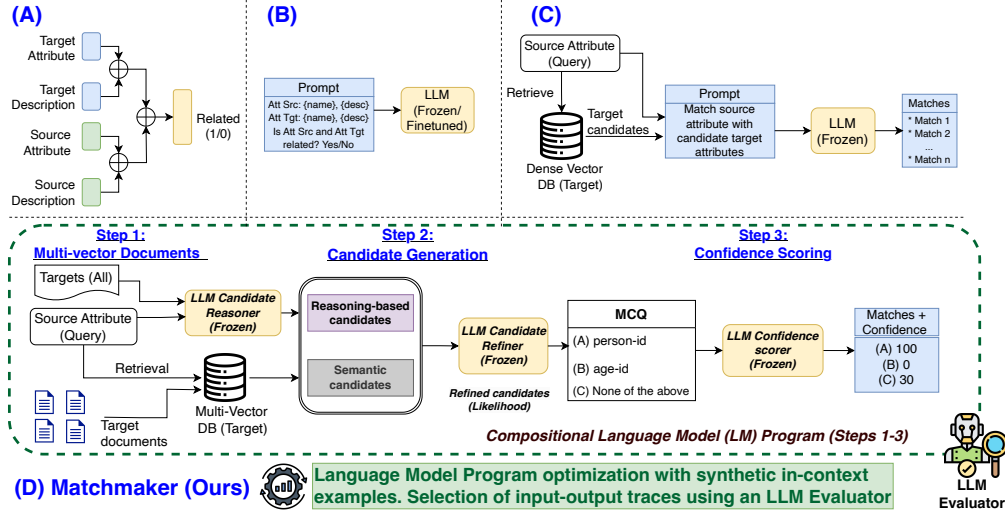 (A)
Target
Attribute
Target
Description
Source
Attribute
Source
Description
Related
(1/0)
(B)
Prompt
Att Src: {name}, {desc}
Att Tgt: {name}, {desc}
Is Att Src and Att Tgt
related? Yes/No
LLM
(Frozen/
Finetuned)
(C)
Source Attribute
(Query)
Retrieve
Dense Vector
DB (Target)
Target
candidates
Prompt
Match source
attribute with
candidate target
attributes
LLM
(Frozen)
Matches
* Match 1
* Match 2
...
* Match n
Step 1:
Multi-vector Documents
Targets (All)
Source Attribute
(Query)
LLM Candidate
Reasoner
(Frozen)
Retrieval
Target
documents
Multi-Vector
DB (Target)
Step 2:
Candidate Generation
Reasoning-based
candidates
Semantic
candidates
LLM Candidate
Refiner
(Frozen)
Refined candidates
(Likelihood)
Step 3:
Confidence Scoring
MCQ
(A) person-id
(B) age-id
(C) None of the above
LLM Confidence
scorer
(Frozen)
Matches +
Confidence
(A) 100
(B) 0
(C) 30
Compositional Language Model (LM) Program (Steps 1-3)
(D) Matchmaker (Ours)
Language Model Program optimization with synthetic in-context
examples. Selection of input-output traces using an LLM Evaluator
LLM
Evaluator